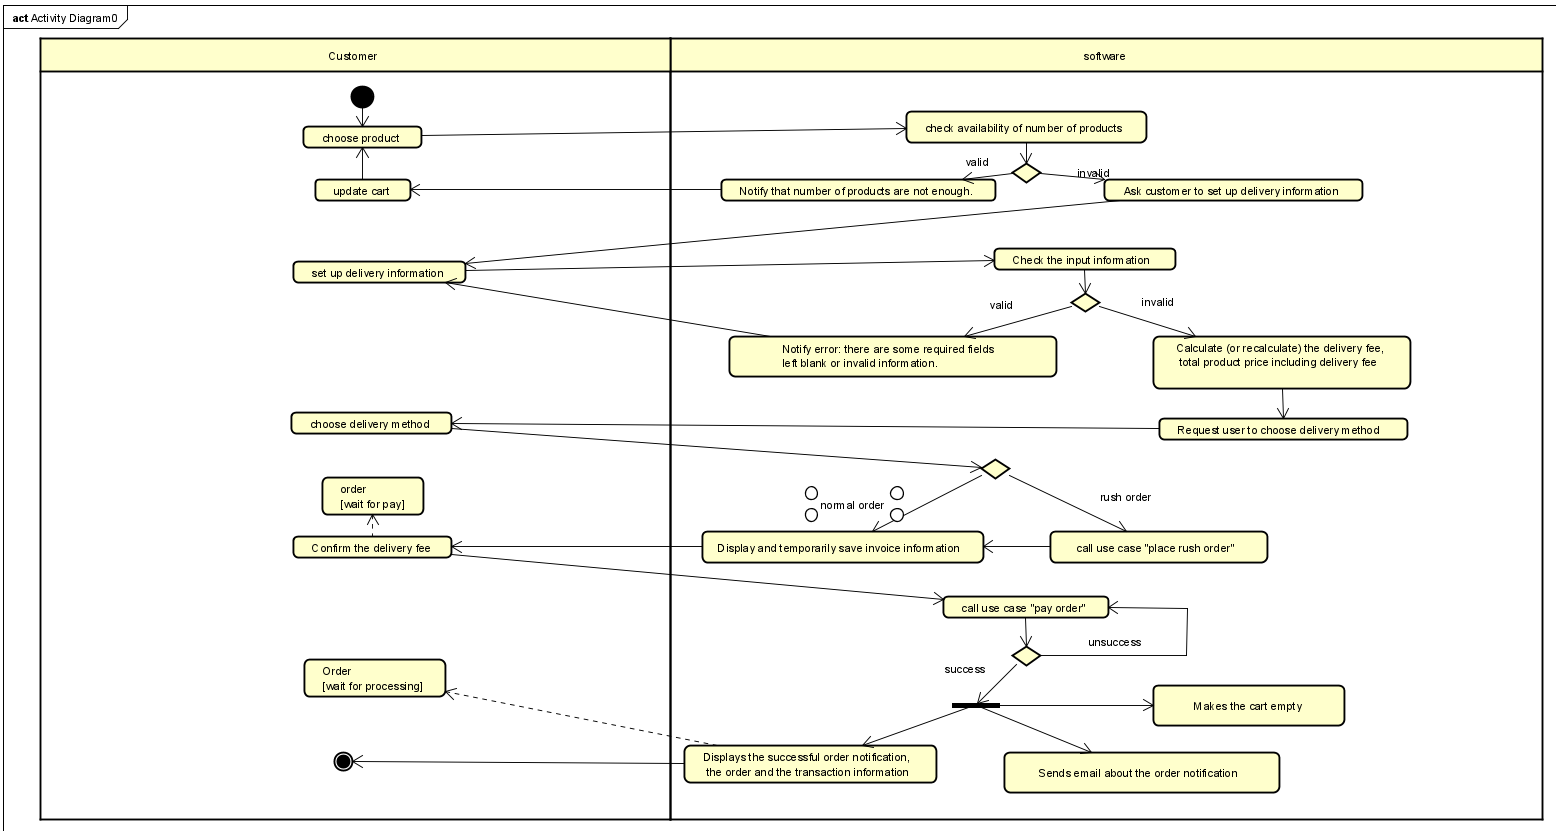 act Activity Diagram0
Customer
software
choose product
check availability of number of products
valid
invalid
update cart
Notify that number of products are not enough.
Ask customer to set up delivery information
set up delivery information
Check the input information
valid
invalid
Notify error: there are some required fields
left blank or invalid information.
Calculate (or recalculate) the delivery fee,
total product price including delivery fee
choose delivery method
Request user to choose delivery method
order
[wait for pay]
normal order
rush order
Confirm the delivery fee
Display and temporarily save invoice information
call use case "place rush order"
call use case "pay order"
unsuccess
success
Order
[wait for processing]
Makes the cart empty
Displays the successful order notification,
the order and the transaction information
Sends email about the order notification